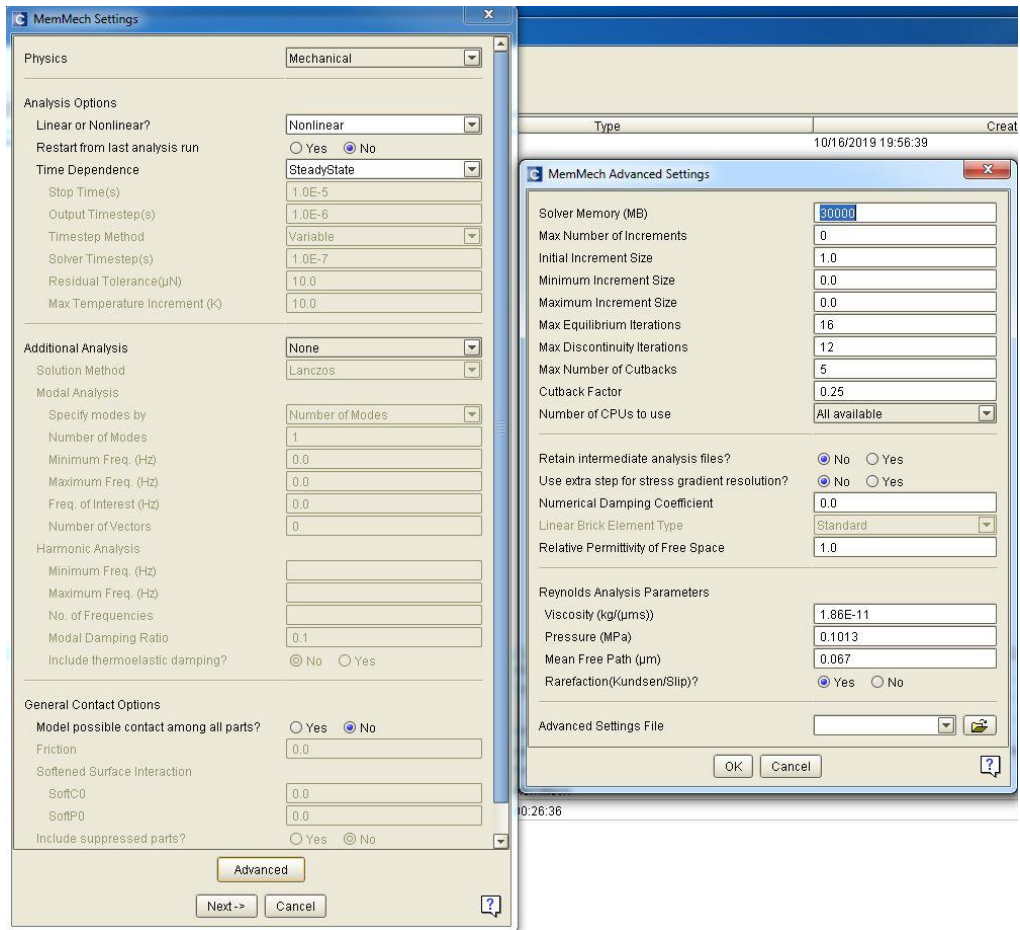 MemMech Settings
Physics Mechanical
Analysis Options
Linear or Nonlinear? Nonlinear
Restart from last analysis run Yes No
Time Dependence SteadyState
Stop Time(s) 1.0E-5
Output Timestep(s) 1.0E-6
Timestep Method Variable
Solver Timestep(s) 1.0E-7
Residual Tolerance(µN) 10.0
Max Temperature Increment (K) 10.0
Additional Analysis None
Solution Method Lanczos
Modal Analysis
Specify modes by Number of Modes
Number of Modes 1
Minimum Freq. (Hz) 0.0
Maximum Freq. (Hz) 0.0
Freq. of Interest (Hz) 0.0
Number of Vectors 0
Harmonic Analysis
Minimum Freq. (Hz)
Maximum Freq. (Hz)
No. of Frequencies
Modal Damping Ratio 0.1
Include thermoelastic damping? No Yes
General Contact Options
Model possible contact among all parts? Yes No
Friction 0.0
Softened Surface Interaction
SoftC0 0.0
SoftP0 0.0
Include suppressed parts? Yes No
Advanced
Next-> Cancel
Type Creat
10/16/2019 19:56:39
MemMech Advanced Settings
Solver Memory (MB) 30000
Max Number of Increments 0
Initial Increment Size 1.0
Minimum Increment Size 0.0
Maximum Increment Size 0.0
Max Equilibrium Iterations 16
Max Discontinuity Iterations 12
Max Number of Cutbacks 5
Cutback Factor 0.25
Number of CPUs to use All available
Retain intermediate analysis files? No Yes
Use extra step for stress gradient resolution? No Yes
Numerical Damping Coefficient 0.0
Linear Brick Element Type Standard
Relative Permittivity of Free Space 1.0
Reynolds Analysis Parameters
Viscosity (kg/(µms)) 1.86E-11
Pressure (MPa) 0.1013
Mean Free Path (µm) 0.067
Rarefaction(Kundsen/Slip)? Yes No
Advanced Settings File
OK Cancel
0:26:36